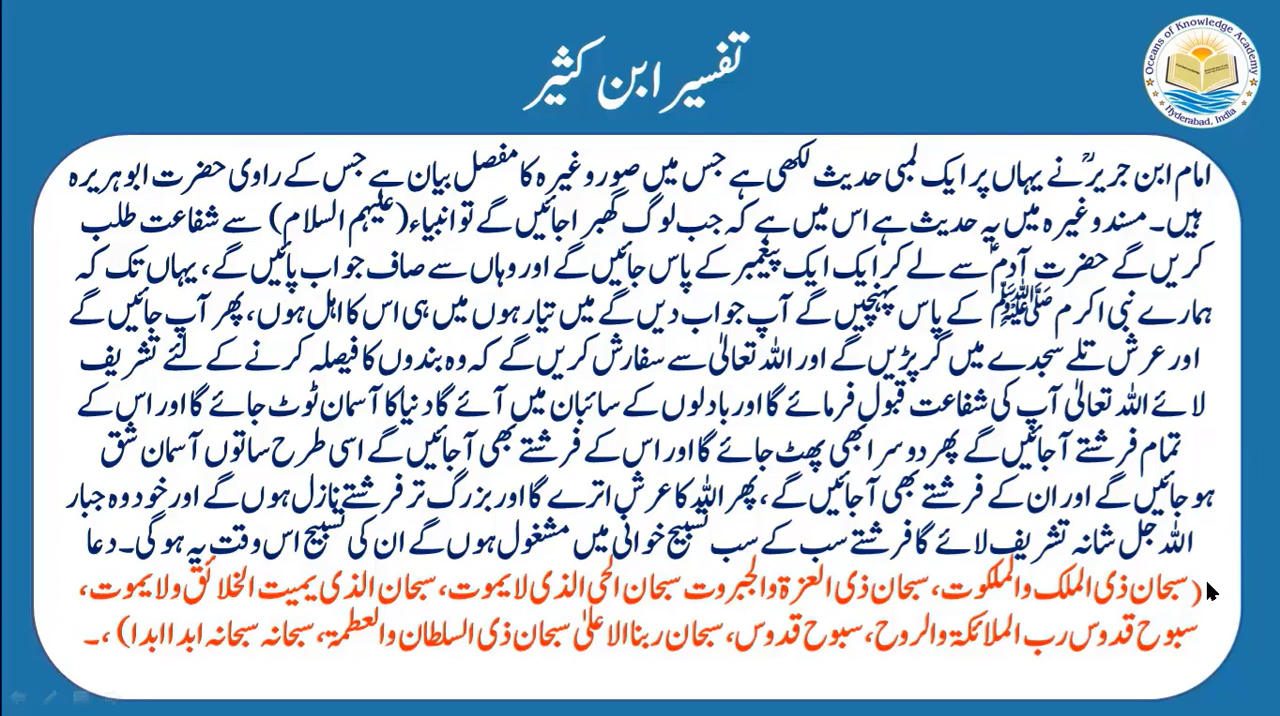 تفسیر ابن کثیر
Oceans of Knowledge Academy
Hyderabad, India
امام ابن جریرؒ نے یہاں پر ایک لمبی حدیث لکھی ہے جس میں صور وغیرہ کا مفصل بیان ہے جس کے راوی حضرت ابوہریرہ
ہیں۔ مسند وغیرہ میں یہ حدیث ہے اس میں ہے کہ جب لوگ گھبرا جائیں گے تو انبیاء (علیہم السلام) سے شفاعت طلب
کریں گے حضرت آدمؑ سے لے کر ایک ایک پیغمبر کے پاس جائیں گے اور وہاں سے صاف جواب پائیں گے، یہاں تک کہ
ہمارے نبی اکرم ﷺ کے پاس پہنچیں گے آپ جواب دیں گے میں تیار ہوں میں ہی اس کا اہل ہوں، پھر آپ جائیں گے
اور عرش تلے سجدے میں گر پڑیں گے اور اللہ تعالیٰ سے سفارش کریں گے کہ وہ بندوں کا فیصلہ کرنے کے لئے تشریف
لائے اللہ تعالیٰ آپ کی شفاعت قبول فرمائے گا اور بادلوں کے سائبان میں آئے گا دنیا کا آسمان ٹوٹ جائے گا اور اس کے
تمام فرشتے آجائیں گے پھر دوسرا بھی پھٹ جائے گا اور اس کے فرشتے بھی آجائیں گے اسی طرح ساتوں آسمان شق
ہوجائیں گے اور ان کے فرشتے بھی آجائیں گے، پھر اللہ کا عرش اترے گا اور بزرگ تر فرشتے نازل ہوں گے اور خود وہ جبار
اللہ جل شانہ تشریف لائے گا فرشتے سب کے سب تسبیح خوانی میں مشغول ہوں گے ان کی تسبیح اس وقت یہ ہوگی۔ دعا
(سبحان ذی الملک والملکوت، سبحان ذی العزۃ والجبروت سبحان الحی الذی لایموت، سبحان الذی یمیت الخلائق ولا یموت،
سبوح قدوس رب الملائکۃ والروح، سبوح قدوس، سبحان ربنا الاعلیٰ سبحان ذی السلطان والعظمۃ، سبحانہ سبحانہ ابدا ابدا) ،۔